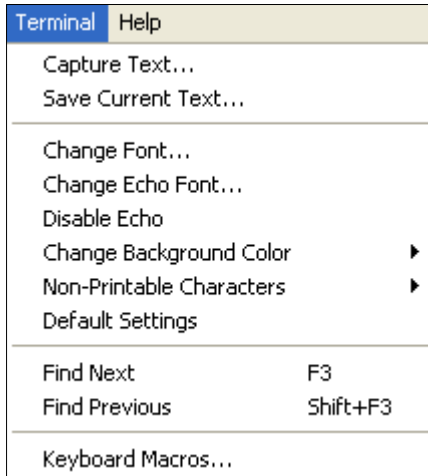 Terminal Help
Capture Text...
Save Current Text...
Change Font...
Change Echo Font...
Disable Echo
Change Background Color
Non-Printable Characters
Default Settings
Find Next F3
Find Previous Shift+F3
Keyboard Macros...